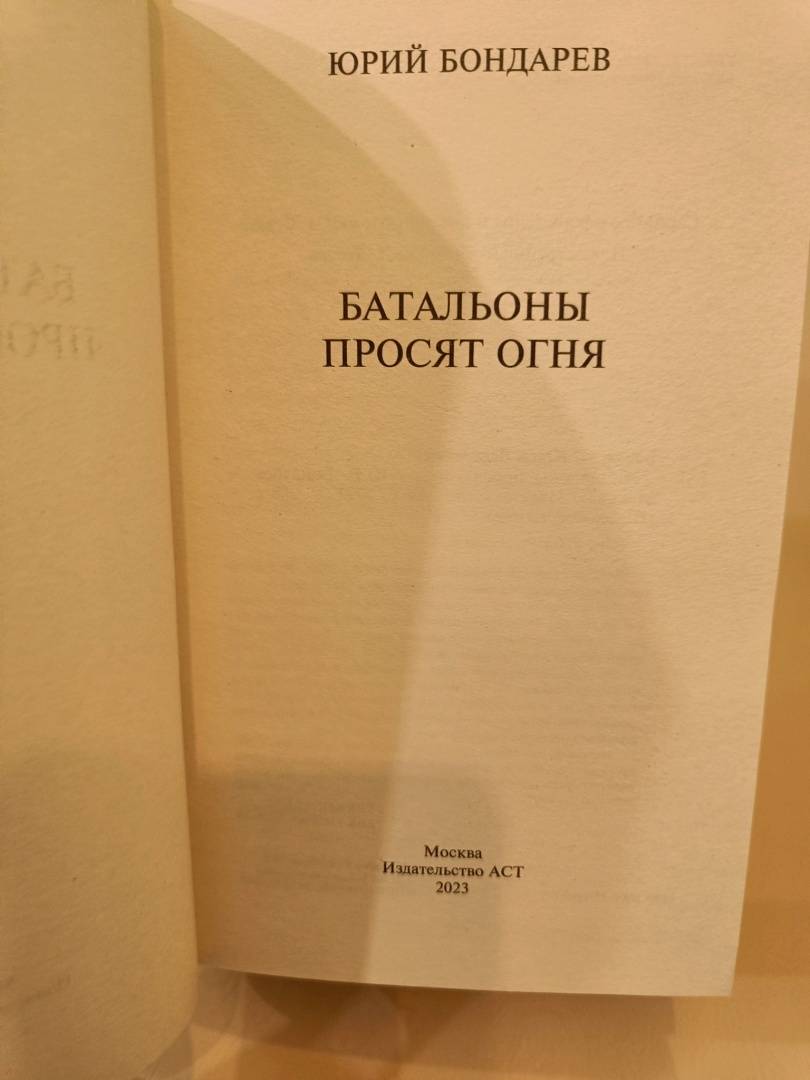 ЮРИЙ БОНДАРЕВ
БАТАЛЬОНЫ
ПРОСЯТ ОГНЯ
Москва
Издательство АСТ
2023